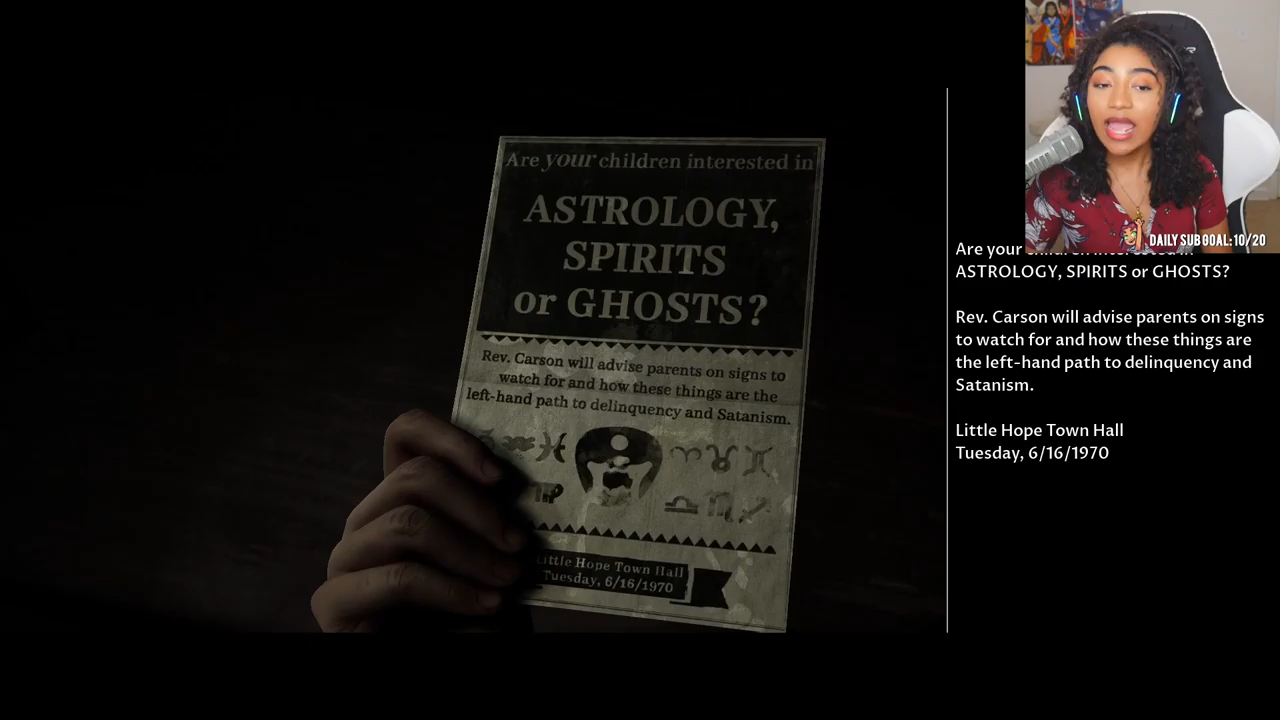 Are your children interested in
ASTROLOGY,
SPIRITS
or GHOSTS?
Rev. Carson will advise parents on signs to
watch for and how these things are the
left-hand path to delinquency and Satanism.
Little Hope Town Hall
Tuesday, 6/16/1970
DAILY SUB GOAL: 10/20
Are your children interested in
ASTROLOGY, SPIRITS or GHOSTS?
Rev. Carson will advise parents on signs
to watch for and how these things are
the left-hand path to delinquency and
Satanism.
Little Hope Town Hall
Tuesday, 6/16/1970